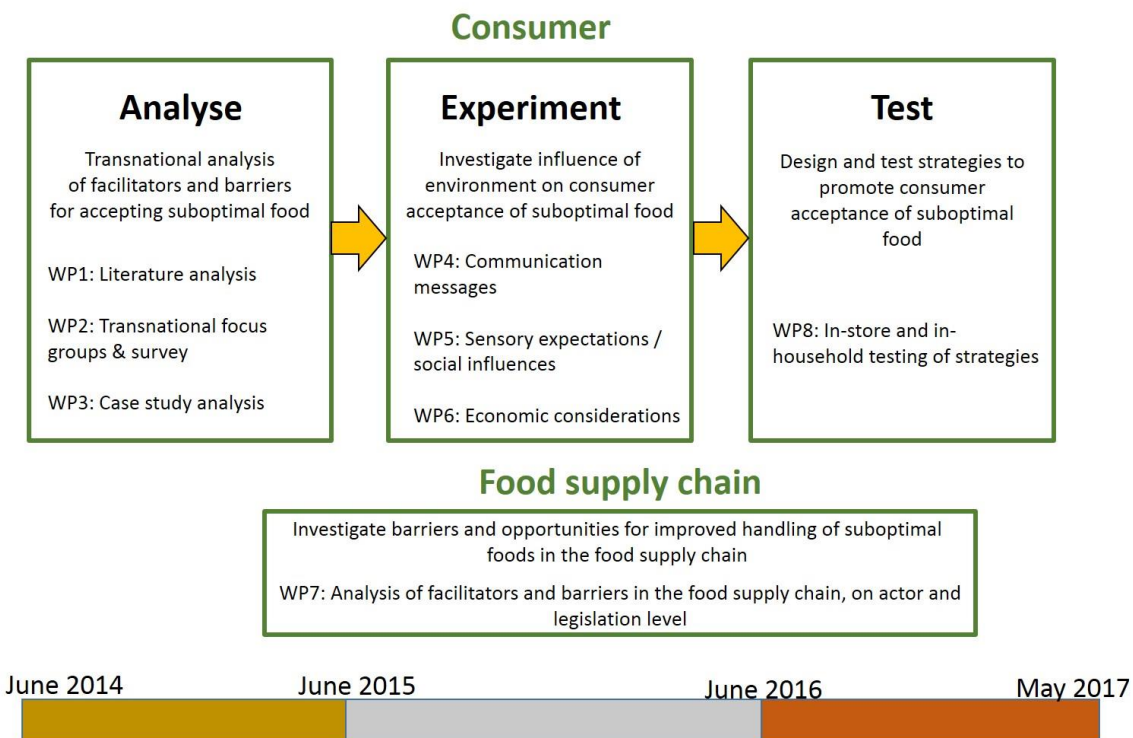 Consumer
Analyse
Transnational analysis
of facilitators and barriers
for accepting suboptimal food
WP1: Literature analysis
WP2: Transnational focus
groups & survey
WP3: Case study analysis
Experiment
Investigate influence of
environment on consumer
acceptance of suboptimal food
WP4: Communication
messages
WP5: Sensory expectations /
social influences
WP6: Economic considerations
Test
Design and test strategies to
promote consumer
acceptance of suboptimal
food
WP8: In-store and in-
household testing of strategies
Food supply chain
Investigate barriers and opportunities for improved handling of suboptimal
foods in the food supply chain
WP7: Analysis of facilitators and barriers in the food supply chain, on actor and
legislation level
June 2014
June 2015
June 2016
May 2017